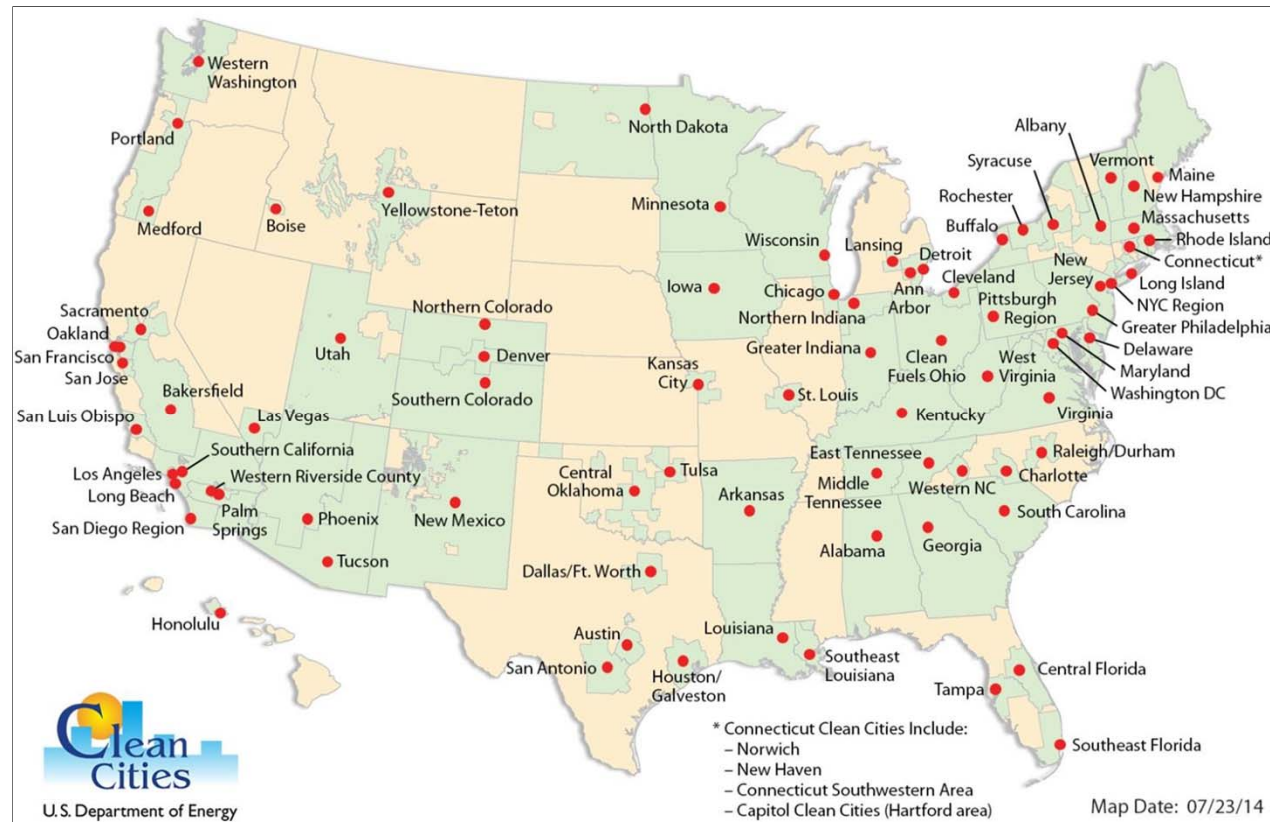 Western
Washington
Portland
Medford
Boise
Yellowstone-Teton
North Dakota
Minnesota
Wisconsin
Iowa
Chicago
Lansing
Detroit
Ann
Arbor
Cleveland
Northern Indiana
Greater Indiana
Clean
Fuels Ohio
Pittsburgh
Region
West
Virginia
Kentucky
Virginia
Buffalo
Rochester
Syracuse
Albany
Vermont
Maine
New Hampshire
Massachusetts
Rhode Island
Connecticut*
Long Island
New
Jersey
NYC Region
Greater Philadelphia
Delaware
Maryland
Washington DC
Sacramento
Oakland
San Francisco
San Jose
Bakersfield
San Luis Obispo
Las Vegas
Southern California
Los Angeles
Western Riverside County
Long Beach
Palm
Springs
San Diego Region
Phoenix
Tucson
Utah
Northern Colorado
Denver
Southern Colorado
New Mexico
Kansas
City
St. Louis
Central
Oklahoma
Tulsa
Arkansas
East Tennessee
Middle
Tennessee
Western NC
Raleigh/Durham
Charlotte
South Carolina
Alabama
Georgia
Dallas/Ft. Worth
Austin
San Antonio
Houston/
Galveston
Louisiana
Southeast
Louisiana
Central Florida
Tampa
Southeast Florida
Honolulu
Clean
Cities
U.S. Department of Energy
* Connecticut Clean Cities Include:
– Norwich
– New Haven
– Connecticut Southwestern Area
– Capitol Clean Cities (Hartford area)
Map Date: 07/23/14